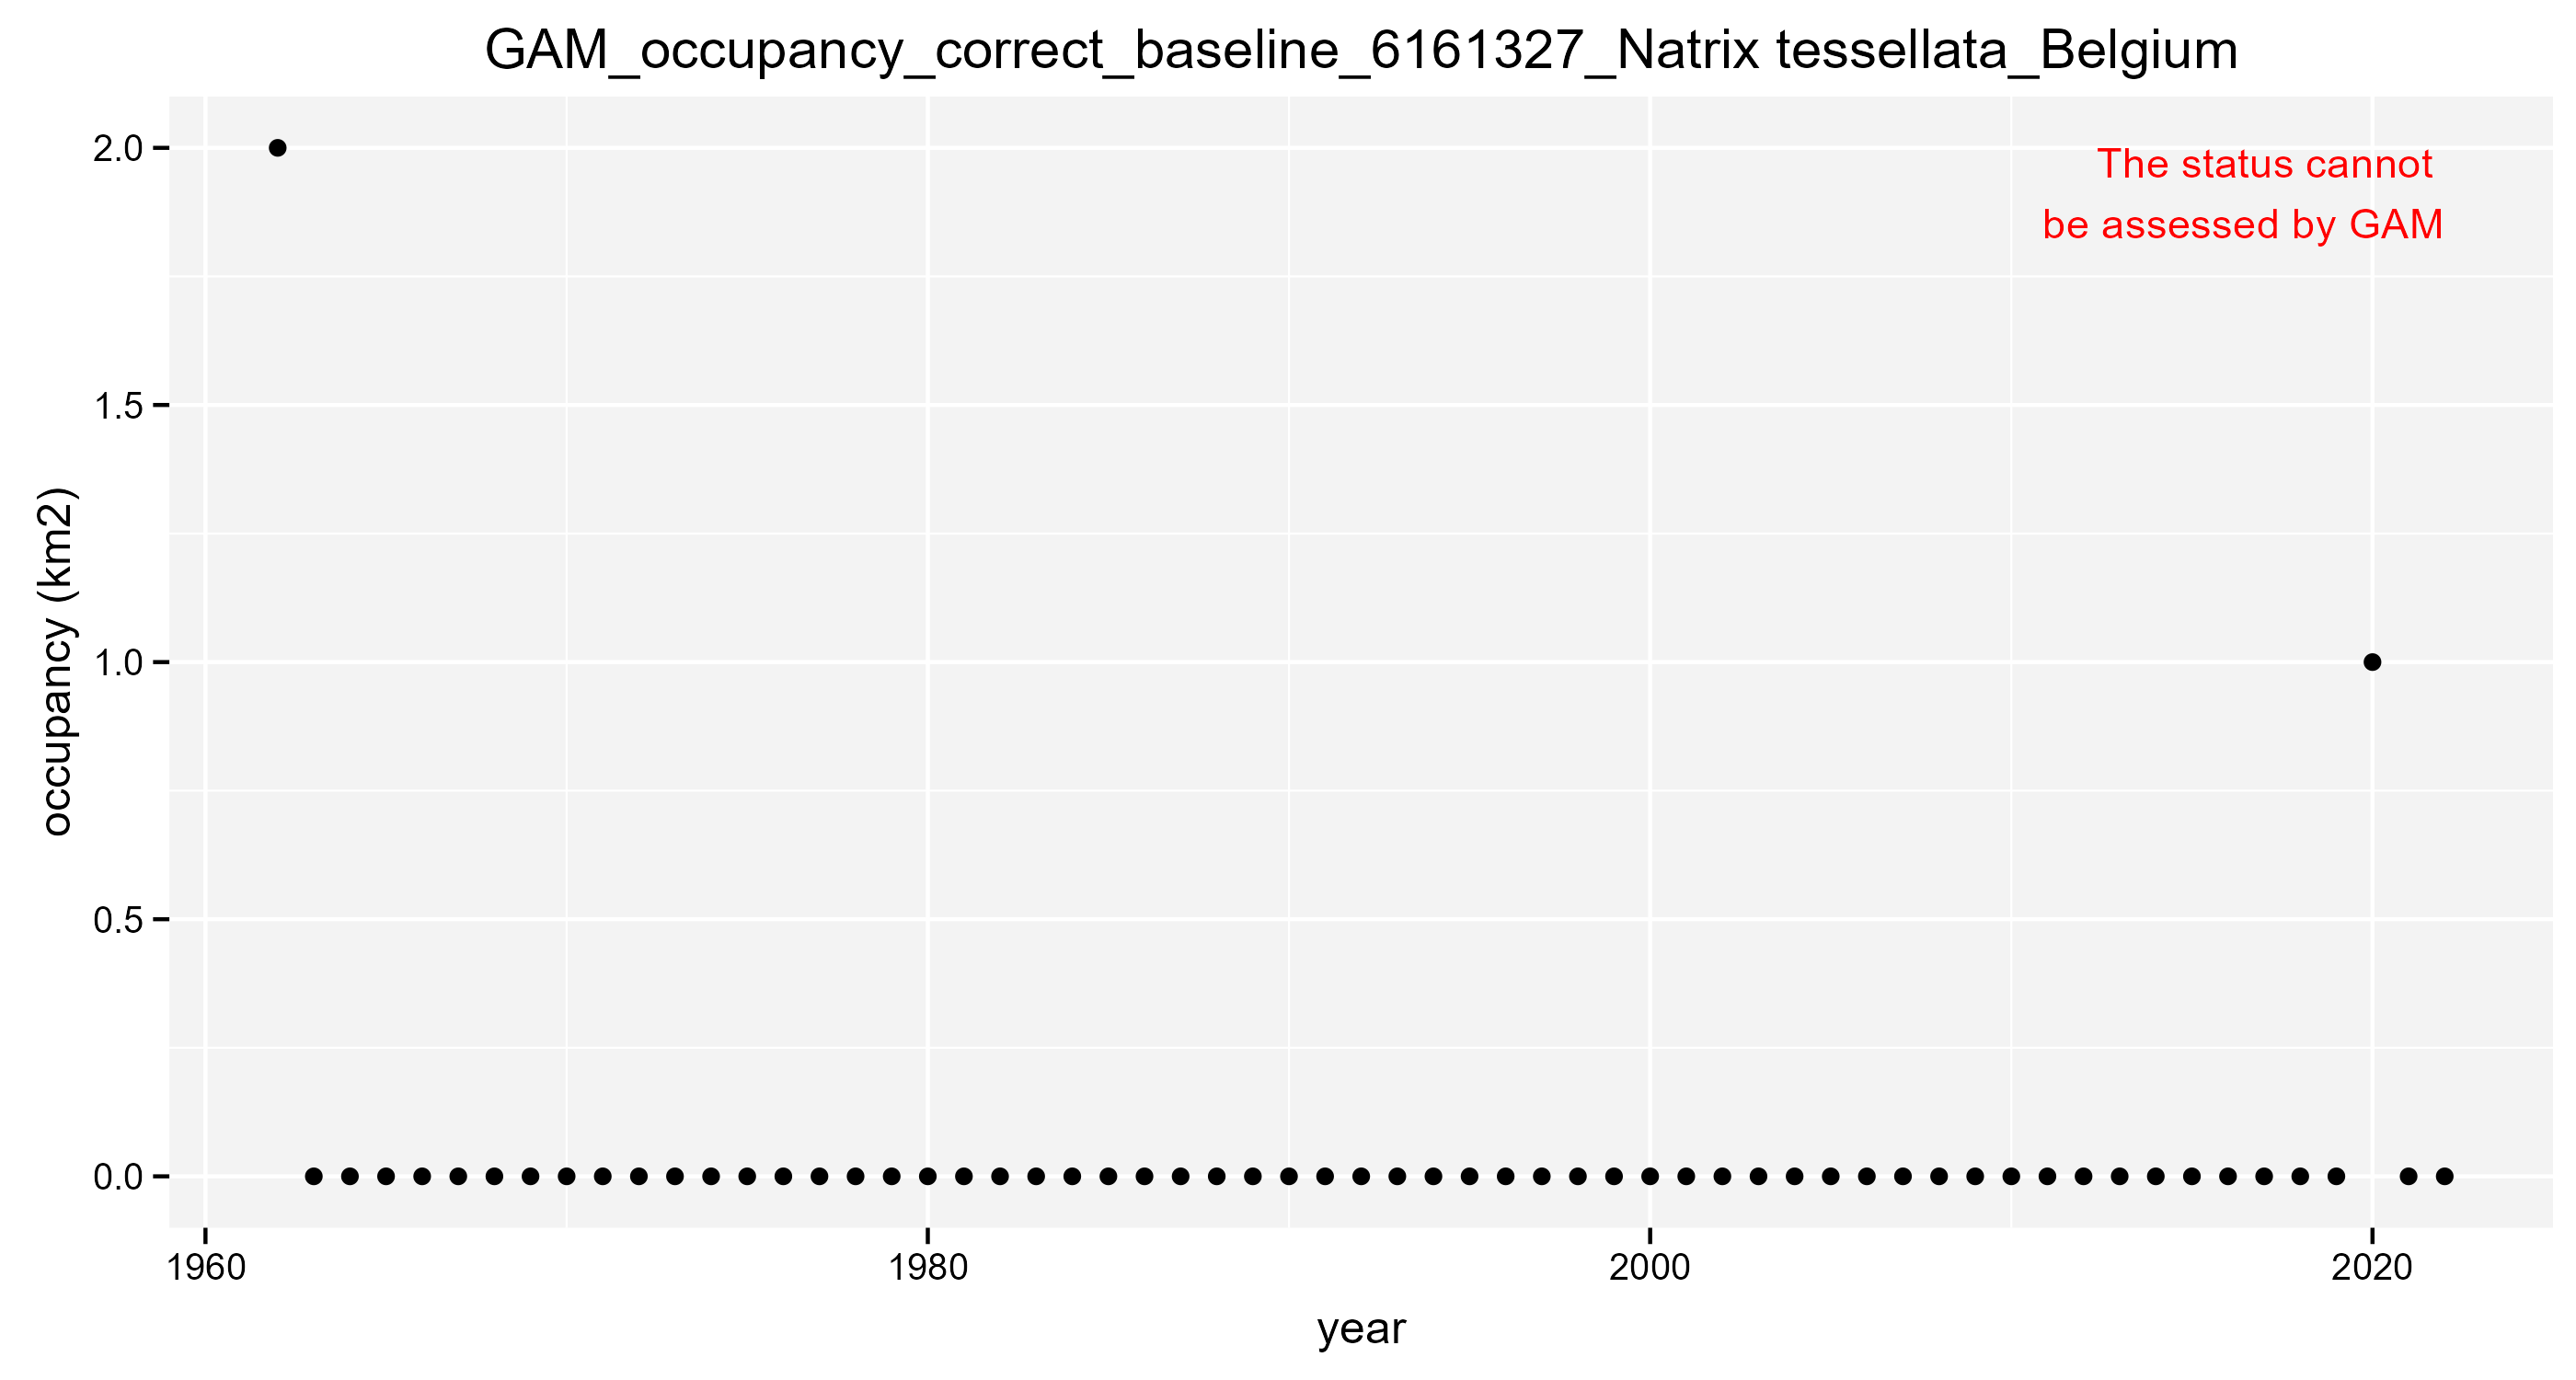 GAM_occupancy_correct_baseline_6161327_Natrix tessellata_Belgium
The status cannot
be assessed by GAM
2.0
1.5
1.0
0.5
0.0
occupancy (km2)
1960 1980 2000 2020
year